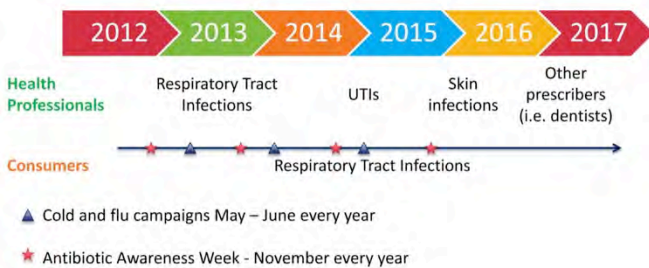 2012 2013 2014 2015 2016 2017
Health
Professionals
Respiratory Tract
Infections
UTIs
Skin
infections
Other
prescribers
(i.e. dentists)
Consumers
Respiratory Tract Infections
Cold and flu campaigns May – June every year
Antibiotic Awareness Week - November every year